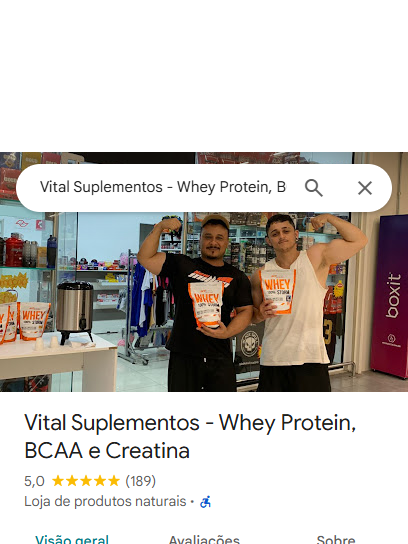 Vital Suplementos - Whey Protein, B
boxit
WHEY
WHEY
WHEY
Vital Suplementos - Whey Protein,
BCAA e Creatina
5,0 (189)
Loja de produtos naturais ·
Visão geral Avaliações Sobre